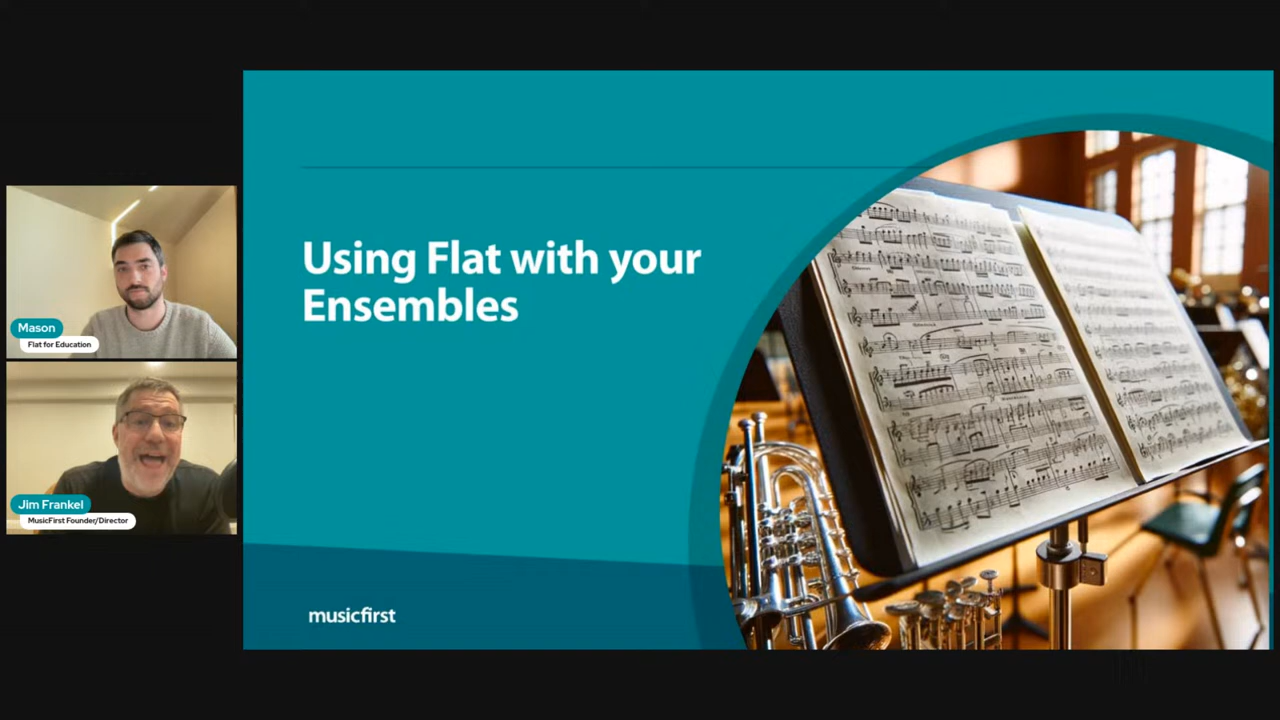 Using Flat with your
Ensembles
Mason
Flat for Education
Jim Frankel
MusicFirst Founder/Director
musicfirst